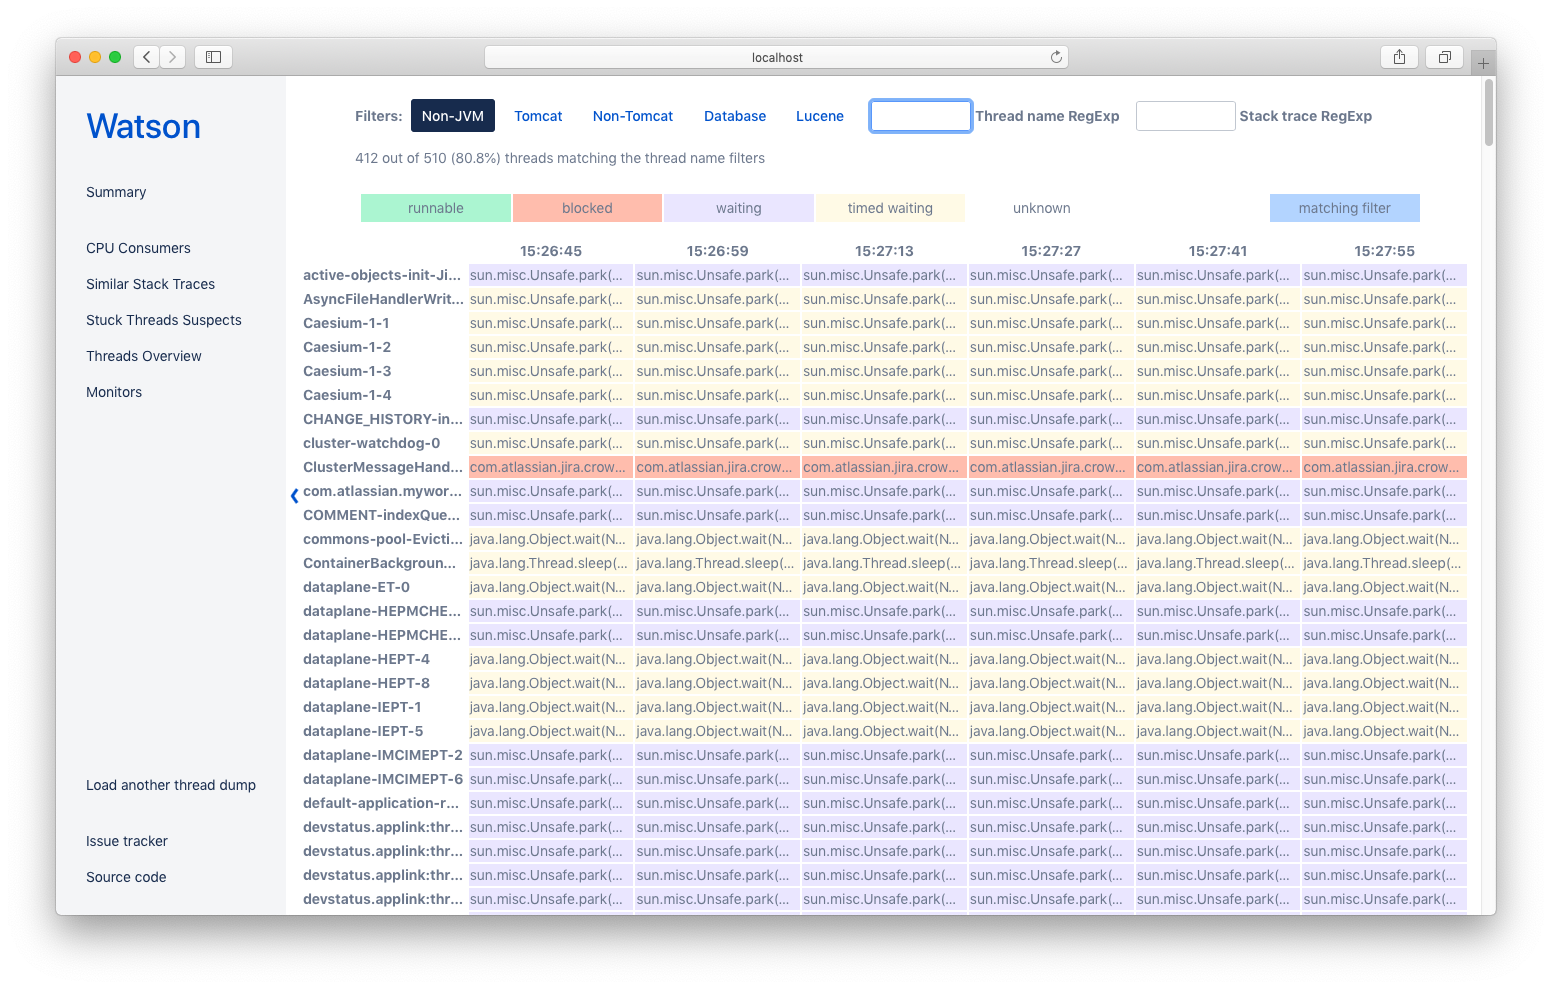 localhost
Watson
Summary
CPU Consumers
Similar Stack Traces
Stuck Threads Suspects
Threads Overview
Monitors
Load another thread dump
Issue tracker
Source code
Filters: Non-JVM Tomcat Non-Tomcat Database Lucene Thread name RegExp Stack trace RegExp
412 out of 510 (80.8%) threads matching the thread name filters
runnable blocked waiting timed waiting unknown matching filter
15:26:45 15:26:59 15:27:13 15:27:27 15:27:41 15:27:55
active-objects-init-Ji... sun.misc.Unsafe.park(... sun.misc.Unsafe.park(... sun.misc.Unsafe.park(... sun.misc.Unsafe.park(... sun.misc.Unsafe.park(... sun.misc.Unsafe.park(...
AsyncFileHandlerWrit... sun.misc.Unsafe.park(... sun.misc.Unsafe.park(... sun.misc.Unsafe.park(... sun.misc.Unsafe.park(... sun.misc.Unsafe.park(... sun.misc.Unsafe.park(...
Caesium-1-1 sun.misc.Unsafe.park(... sun.misc.Unsafe.park(... sun.misc.Unsafe.park(... sun.misc.Unsafe.park(... sun.misc.Unsafe.park(... sun.misc.Unsafe.park(...
Caesium-1-2 sun.misc.Unsafe.park(... sun.misc.Unsafe.park(... sun.misc.Unsafe.park(... sun.misc.Unsafe.park(... sun.misc.Unsafe.park(... sun.misc.Unsafe.park(...
Caesium-1-3 sun.misc.Unsafe.park(... sun.misc.Unsafe.park(... sun.misc.Unsafe.park(... sun.misc.Unsafe.park(... sun.misc.Unsafe.park(... sun.misc.Unsafe.park(...
Caesium-1-4 sun.misc.Unsafe.park(... sun.misc.Unsafe.park(... sun.misc.Unsafe.park(... sun.misc.Unsafe.park(... sun.misc.Unsafe.park(... sun.misc.Unsafe.park(...
CHANGE_HISTORY-in... sun.misc.Unsafe.park(... sun.misc.Unsafe.park(... sun.misc.Unsafe.park(... sun.misc.Unsafe.park(... sun.misc.Unsafe.park(... sun.misc.Unsafe.park(...
cluster-watchdog-0 sun.misc.Unsafe.park(... sun.misc.Unsafe.park(... sun.misc.Unsafe.park(... sun.misc.Unsafe.park(... sun.misc.Unsafe.park(... sun.misc.Unsafe.park(...
ClusterMessageHand... com.atlassian.jira.crow... com.atlassian.jira.crow... com.atlassian.jira.crow... com.atlassian.jira.crow... com.atlassian.jira.crow... com.atlassian.jira.crow...
com.atlassian.mywor... sun.misc.Unsafe.park(... sun.misc.Unsafe.park(... sun.misc.Unsafe.park(... sun.misc.Unsafe.park(... sun.misc.Unsafe.park(... sun.misc.Unsafe.park(...
COMMENT-indexQue... sun.misc.Unsafe.park(... sun.misc.Unsafe.park(... sun.misc.Unsafe.park(... sun.misc.Unsafe.park(... sun.misc.Unsafe.park(... sun.misc.Unsafe.park(...
commons-pool-Evicti... java.lang.Object.wait(N... java.lang.Object.wait(N... java.lang.Object.wait(N... java.lang.Object.wait(N... java.lang.Object.wait(N... java.lang.Object.wait(N...
ContainerBackgroun... java.lang.Thread.sleep(... java.lang.Thread.sleep(... java.lang.Thread.sleep(... java.lang.Thread.sleep(... java.lang.Thread.sleep(... java.lang.Thread.sleep(...
dataplane-ET-0 java.lang.Object.wait(N... java.lang.Object.wait(N... java.lang.Object.wait(N... java.lang.Object.wait(N... java.lang.Object.wait(N... java.lang.Object.wait(N...
dataplane-HEPMCHE... sun.misc.Unsafe.park(... sun.misc.Unsafe.park(... sun.misc.Unsafe.park(... sun.misc.Unsafe.park(... sun.misc.Unsafe.park(... sun.misc.Unsafe.park(...
dataplane-HEPMCHE... sun.misc.Unsafe.park(... sun.misc.Unsafe.park(... sun.misc.Unsafe.park(... sun.misc.Unsafe.park(... sun.misc.Unsafe.park(... sun.misc.Unsafe.park(...
dataplane-HEPT-4 java.lang.Object.wait(N... java.lang.Object.wait(N... java.lang.Object.wait(N... java.lang.Object.wait(N... java.lang.Object.wait(N... java.lang.Object.wait(N...
dataplane-HEPT-8 java.lang.Object.wait(N... java.lang.Object.wait(N... java.lang.Object.wait(N... java.lang.Object.wait(N... java.lang.Object.wait(N... java.lang.Object.wait(N...
dataplane-IEPT-1 java.lang.Object.wait(N... java.lang.Object.wait(N... java.lang.Object.wait(N... java.lang.Object.wait(N... java.lang.Object.wait(N... java.lang.Object.wait(N...
dataplane-IEPT-5 java.lang.Object.wait(N... java.lang.Object.wait(N... java.lang.Object.wait(N... java.lang.Object.wait(N... java.lang.Object.wait(N... java.lang.Object.wait(N...
dataplane-IMCIMEPT-2 sun.misc.Unsafe.park(... sun.misc.Unsafe.park(... sun.misc.Unsafe.park(... sun.misc.Unsafe.park(... sun.misc.Unsafe.park(... sun.misc.Unsafe.park(...
dataplane-IMCIMEPT-6 sun.misc.Unsafe.park(... sun.misc.Unsafe.park(... sun.misc.Unsafe.park(... sun.misc.Unsafe.park(... sun.misc.Unsafe.park(... sun.misc.Unsafe.park(...
default-application-r... sun.misc.Unsafe.park(... sun.misc.Unsafe.park(... sun.misc.Unsafe.park(... sun.misc.Unsafe.park(... sun.misc.Unsafe.park(... sun.misc.Unsafe.park(...
devstatus.applink:thr... sun.misc.Unsafe.park(... sun.misc.Unsafe.park(... sun.misc.Unsafe.park(... sun.misc.Unsafe.park(... sun.misc.Unsafe.park(... sun.misc.Unsafe.park(...
devstatus.applink:thr... sun.misc.Unsafe.park(... sun.misc.Unsafe.park(... sun.misc.Unsafe.park(... sun.misc.Unsafe.park(... sun.misc.Unsafe.park(... sun.misc.Unsafe.park(...
devstatus.applink:thr... sun.misc.Unsafe.park(... sun.misc.Unsafe.park(... sun.misc.Unsafe.park(... sun.misc.Unsafe.park(... sun.misc.Unsafe.park(... sun.misc.Unsafe.park(...
devstatus.applink:thr... sun.misc.Unsafe.park(... sun.misc.Unsafe.park(... sun.misc.Unsafe.park(... sun.misc.Unsafe.park(... sun.misc.Unsafe.park(... sun.misc.Unsafe.park(...